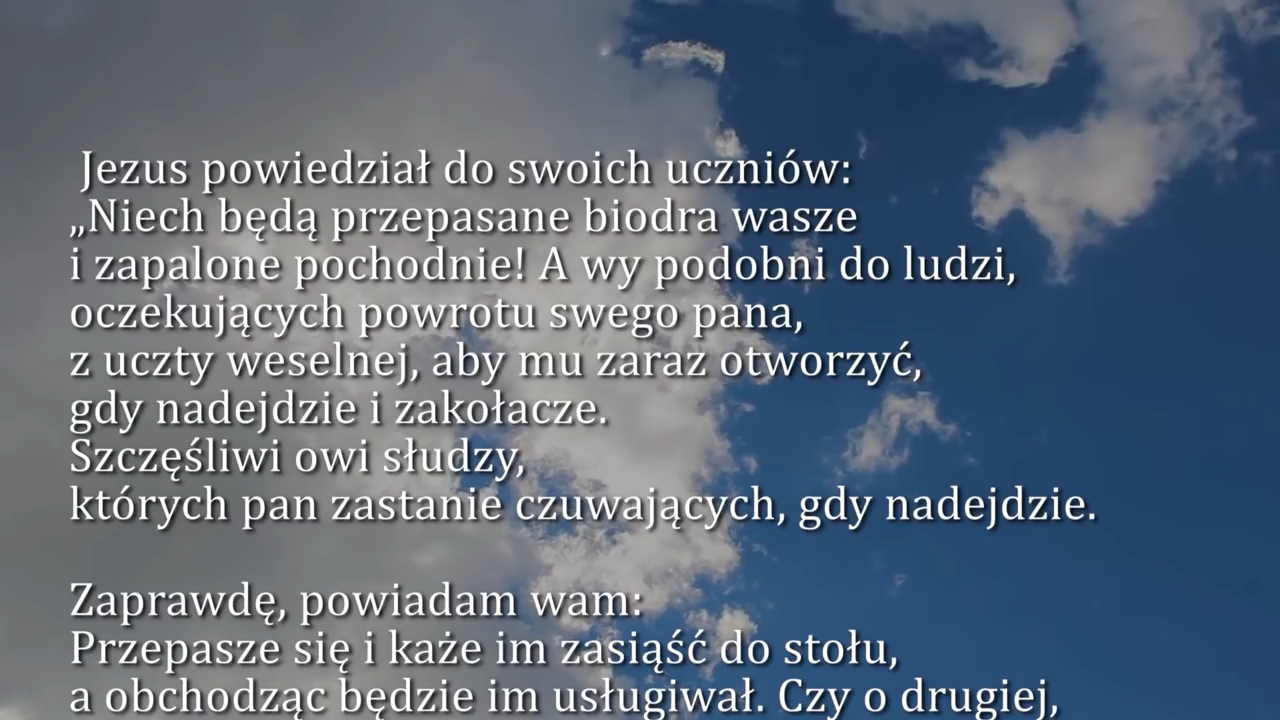 Jezus powiedział do swoich uczniów:
„Niech będą przepasane biodra wasze
i zapalone pochodnie! A wy podobni do ludzi,
oczekujących powrotu swego pana,
z uczty weselnej, aby mu zaraz otworzyć,
gdy nadejdzie i zakołacze.
Szczęśliwi owi słudzy,
których pan zastanie czuwających, gdy nadejdzie.
Zaprawdę, powiadam wam:
Przepasze się i każe im zasiąść do stołu,
a obchodząc będzie im usługiwał. Czy o drugiej,